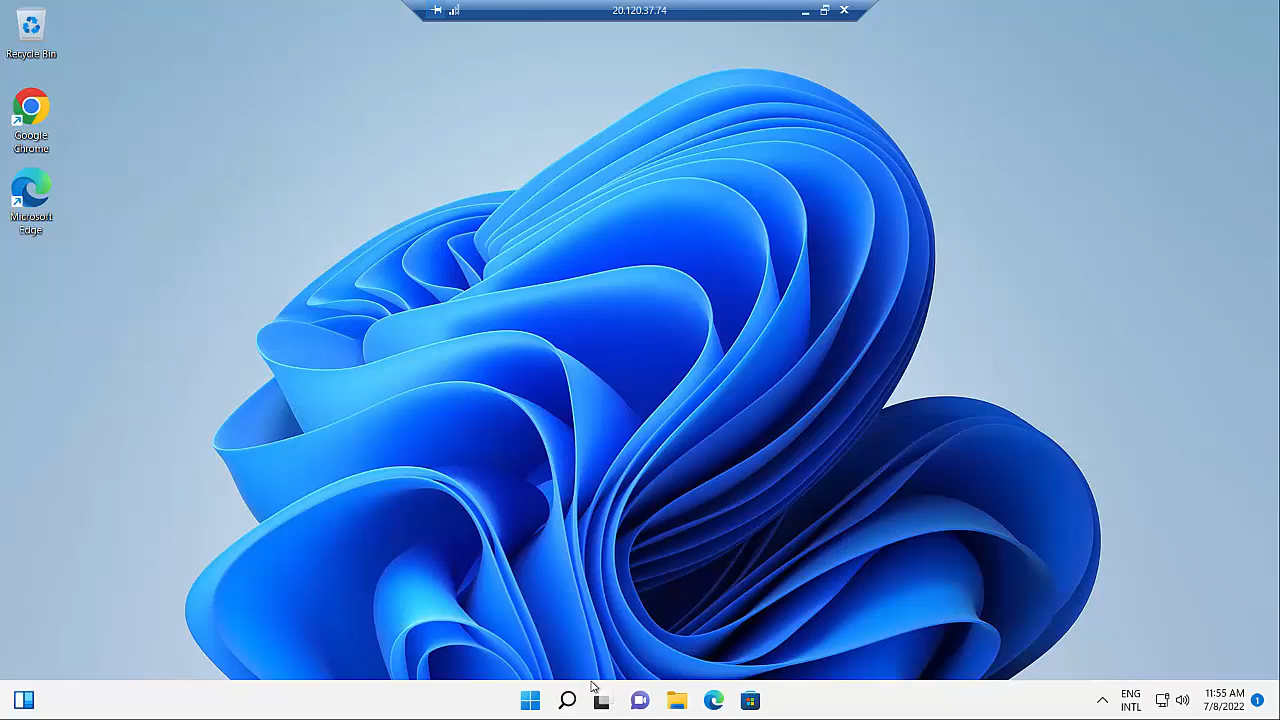 20.120.37.74
Recycle Bin
Google
Chrome
Microsoft
Edge
ENG
INTL
11:55 AM
7/8/2022
1